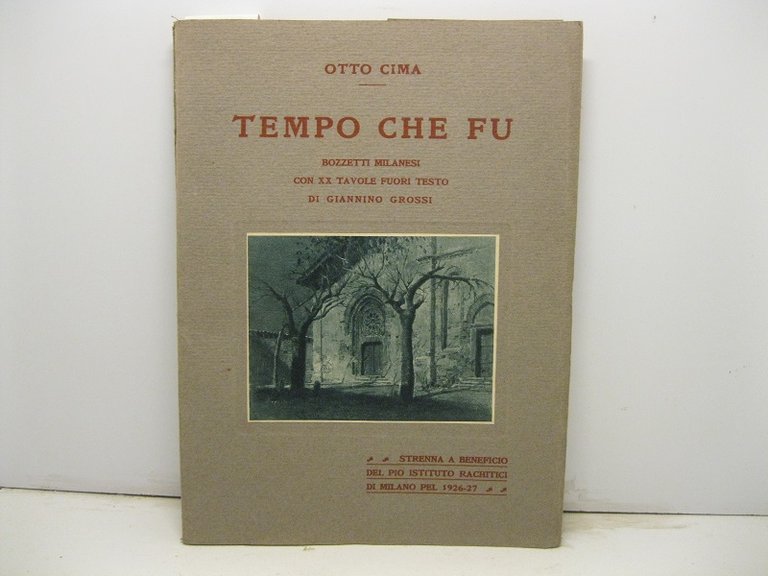 OTTO CIMA
TEMPO CHE FU
BOZZETTI MILANESI
CON XX TAVOLE FUORI TESTO
DI GIANNINO GROSSI
STRENNA A BENEFICIO
DEL PIO ISTITUTO RACHITICI
DI MILANO PEL 1926-27